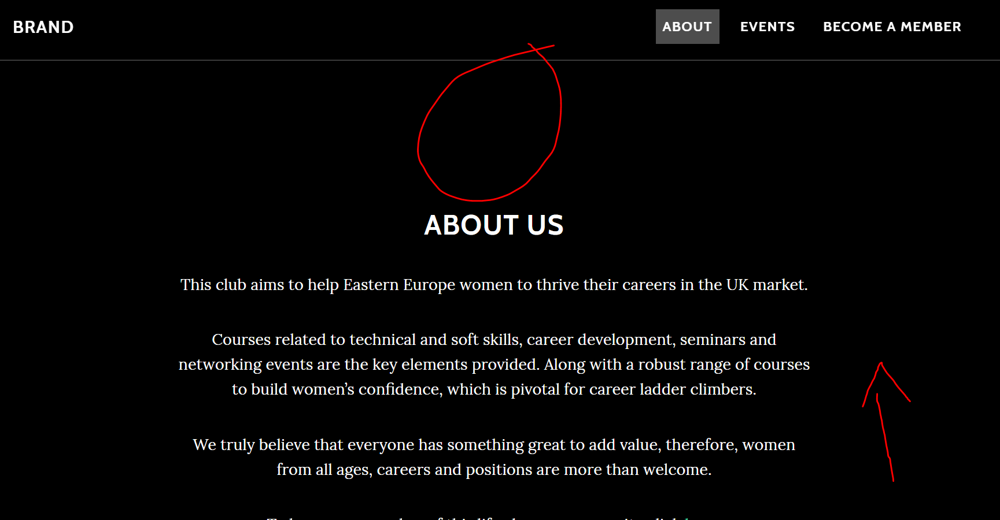 BRAND
ABOUT EVENTS BECOME A MEMBER
ABOUT US
This club aims to help Eastern Europe women to thrive their careers in the UK market.
Courses related to technical and soft skills, career development, seminars and
networking events are the key elements provided. Along with a robust range of courses
to build women’s confidence, which is pivotal for career ladder climbers.
We truly believe that everyone has something great to add value, therefore, women
from all ages, careers and positions are more than welcome.